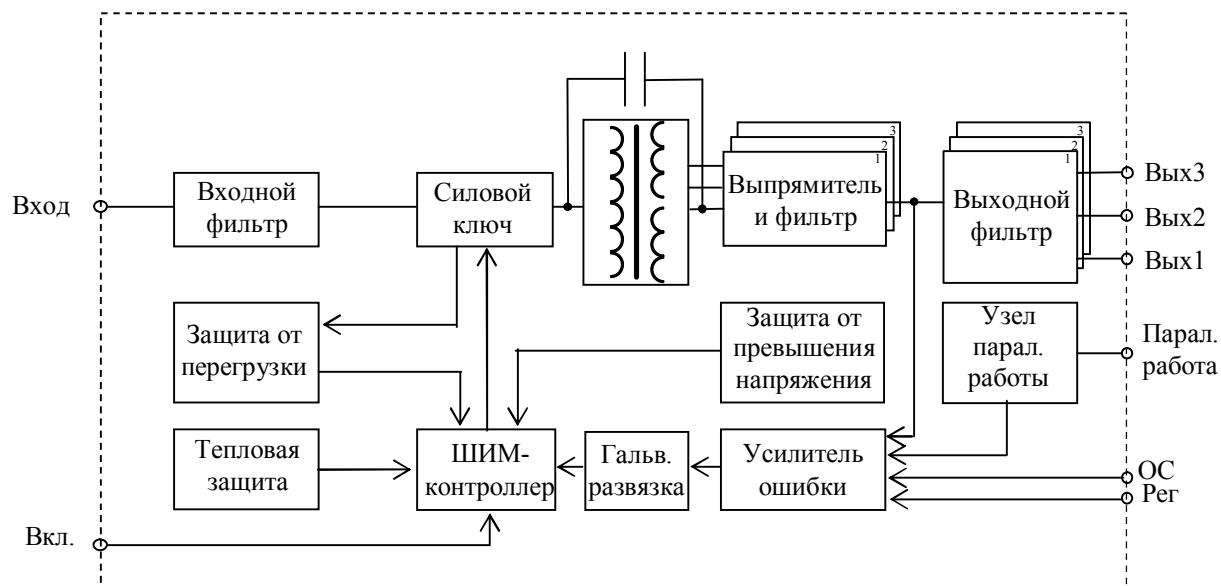 3
2
1
3
2
1
Вход
Входной
фильтр
Силовой
ключ
Выпрямитель
и фильтр
Выходной
фильтр
Вых3
Вых2
Вых1
Защита от
перегрузки
Защита от
превышения
напряжения
Узел
парал.
работы
Парал.
работа
Тепловая
защита
ШИМ-
контроллер
Гальв.
развязка
Усилитель
ошибки
ОС
Рег
Вкл.